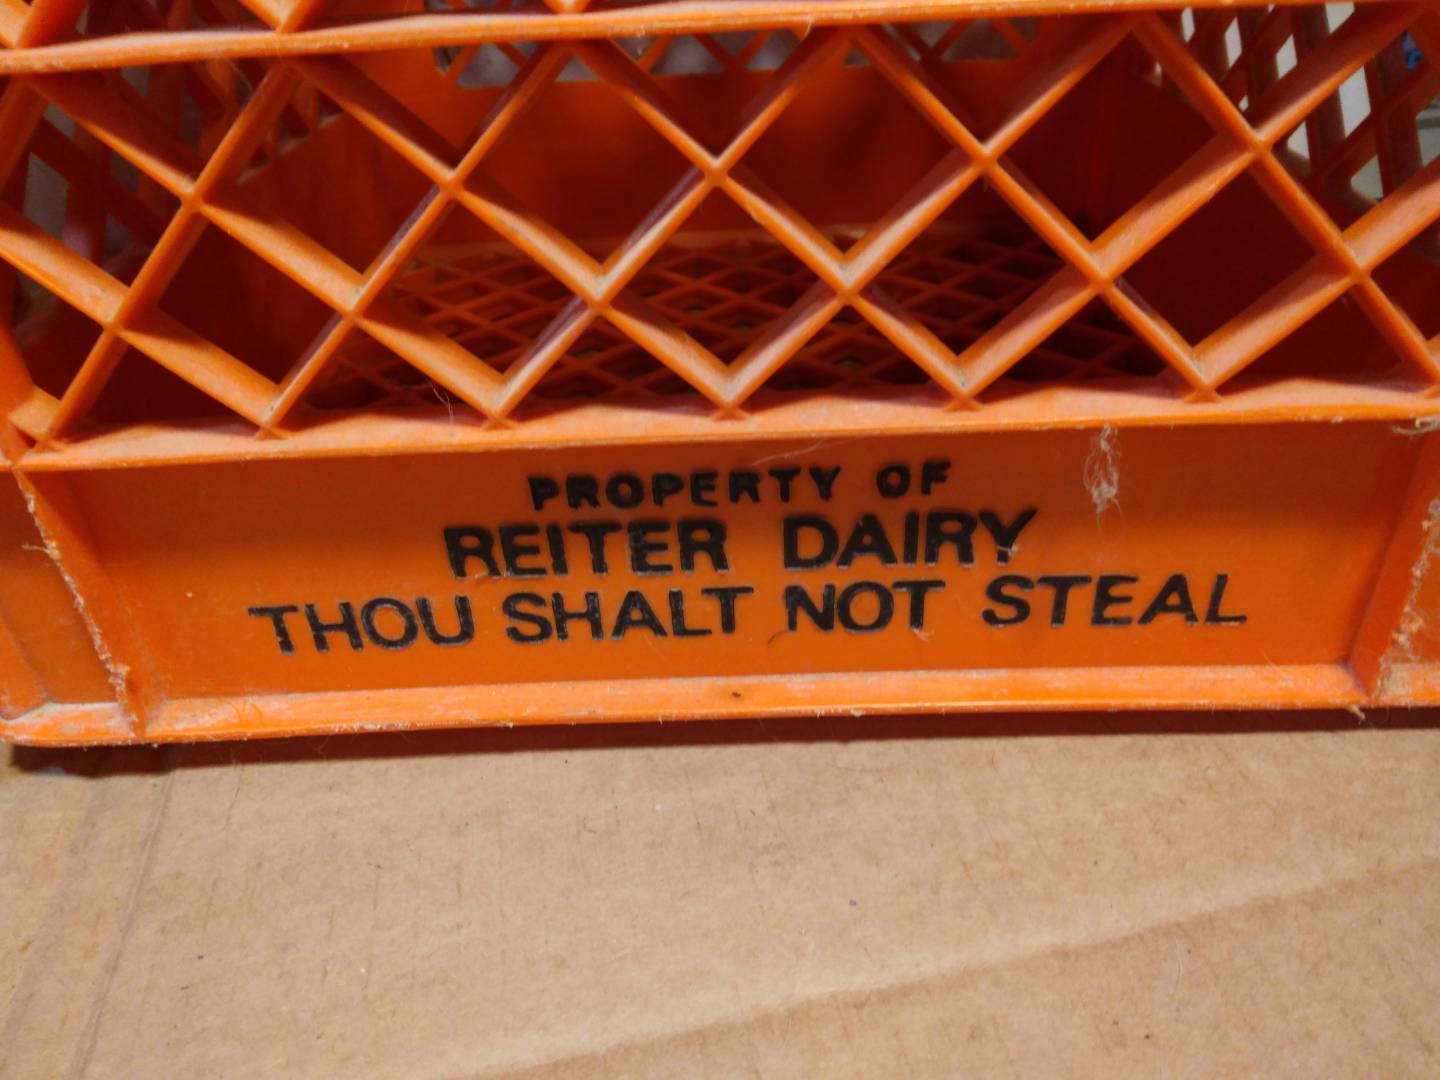 PROPERTY OF
REITER DAIRY
THOU SHALT NOT STEAL